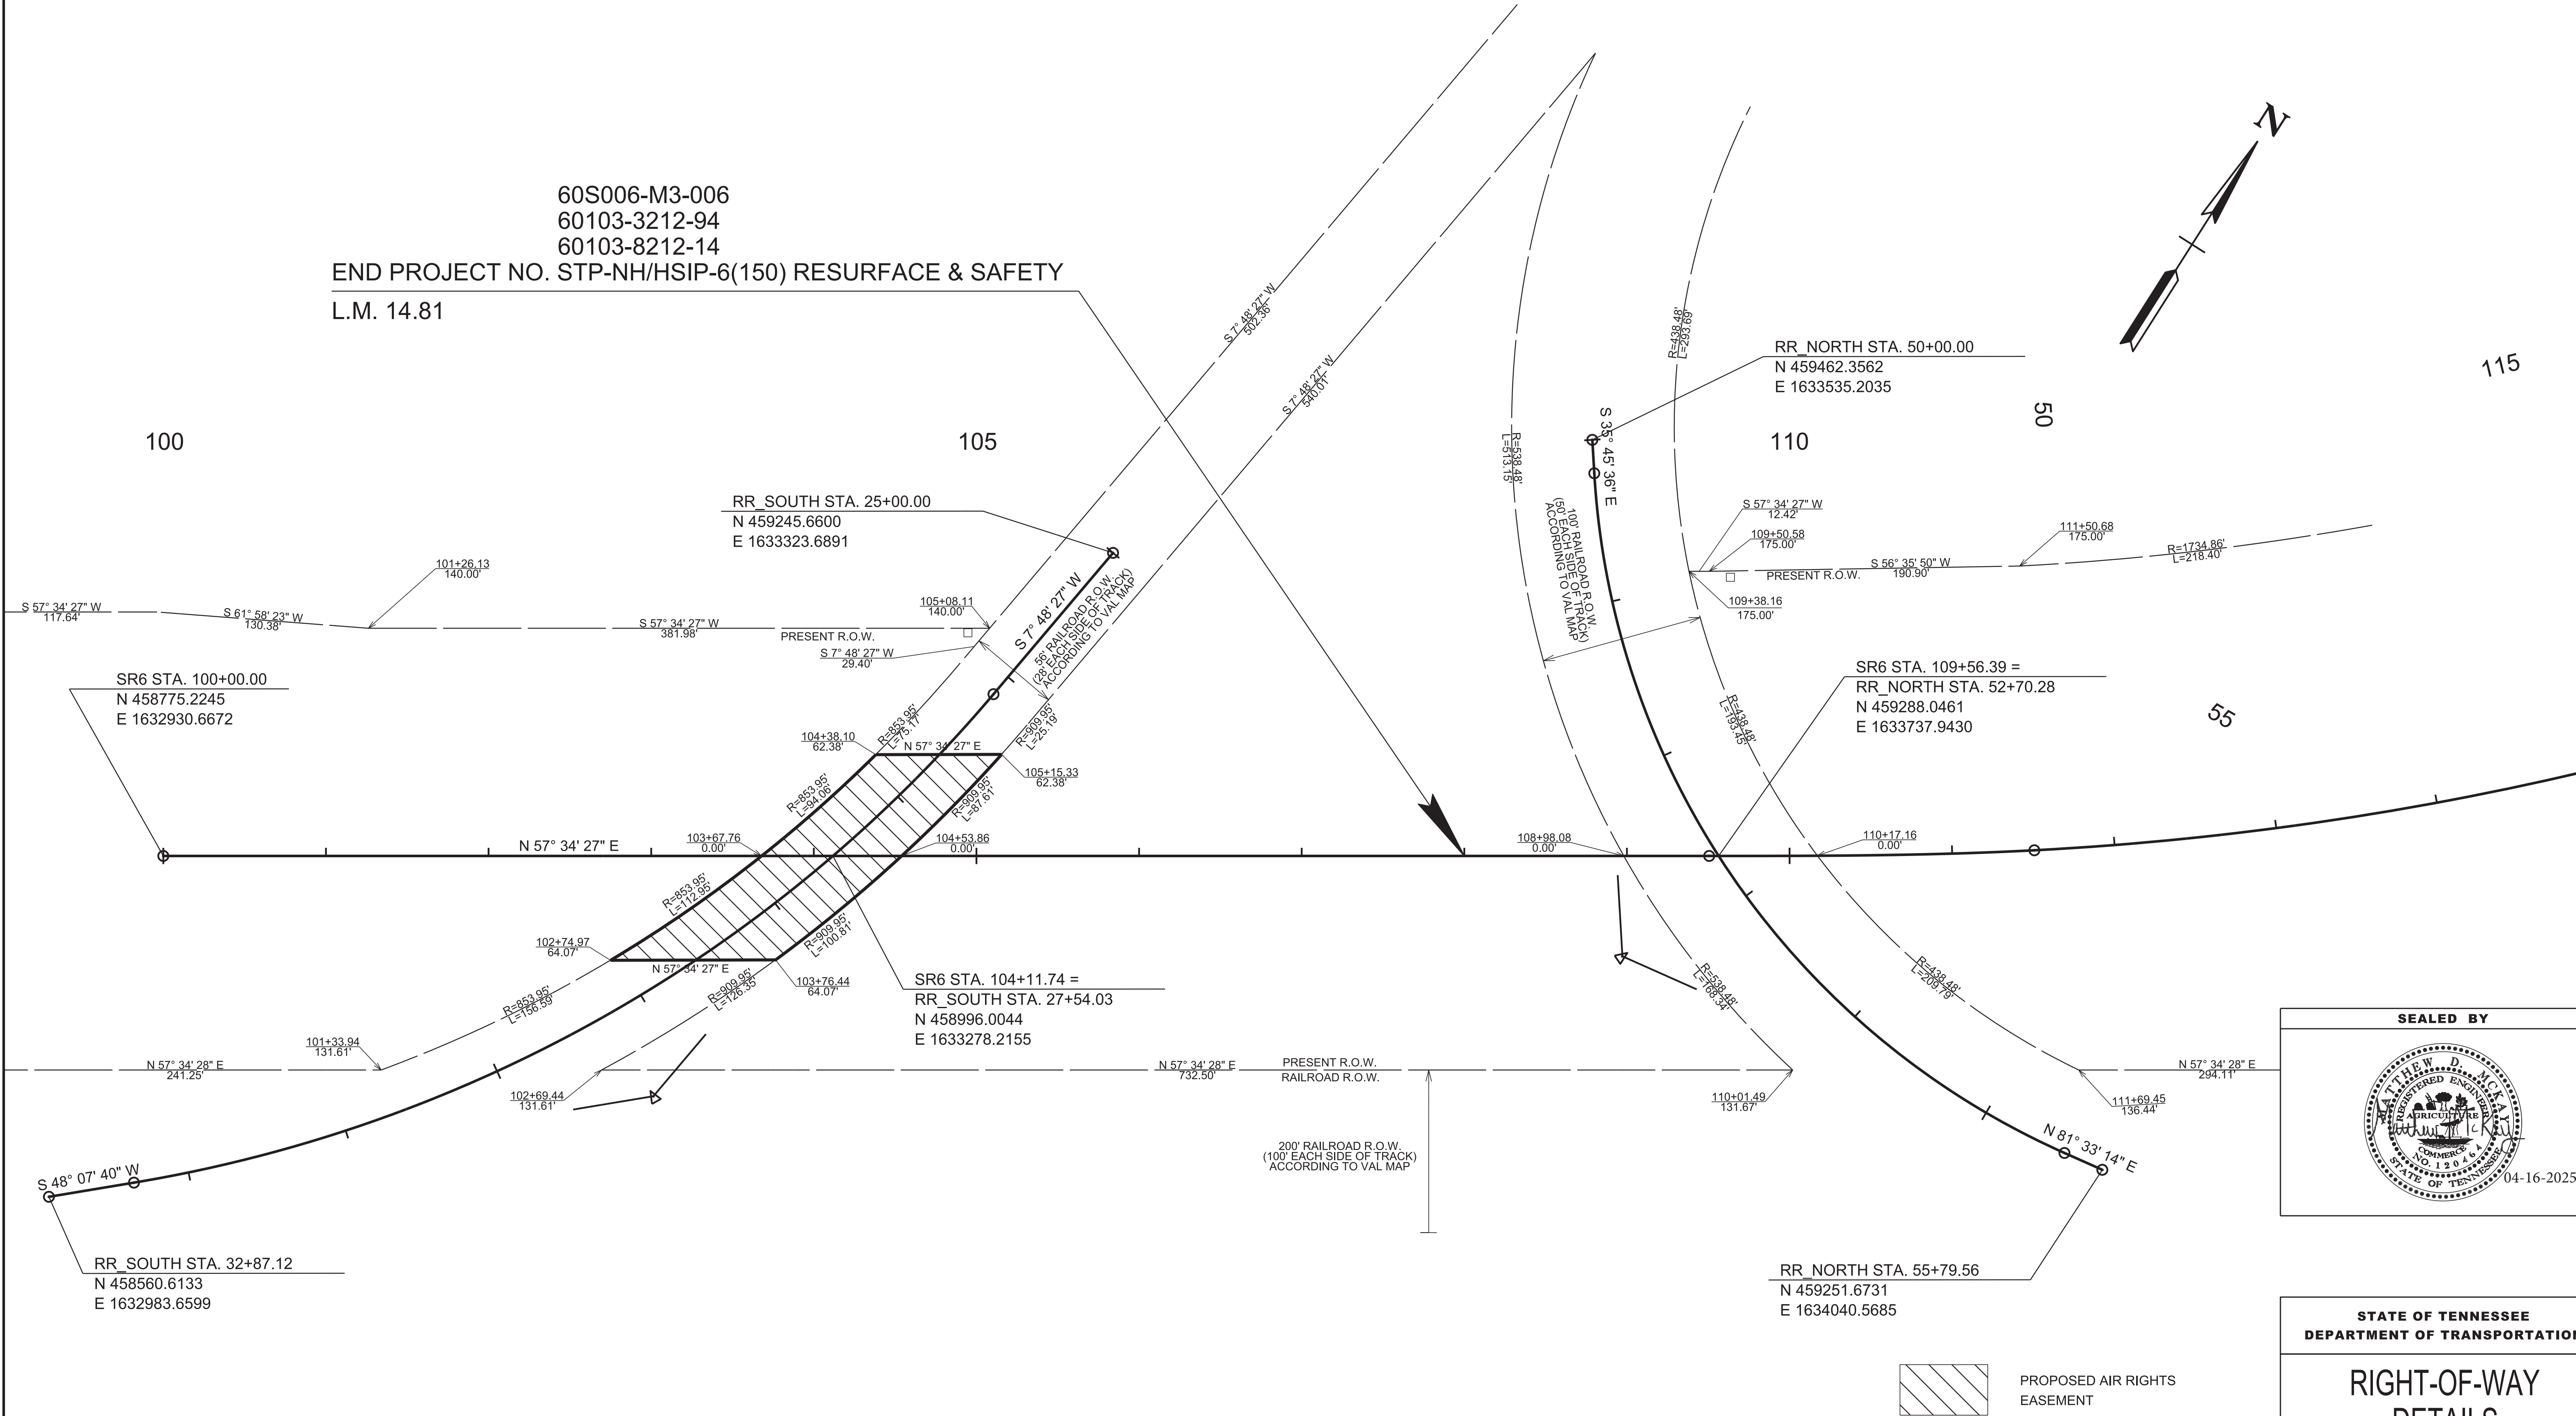 60S006-M3-006
60103-3212-94
60103-8212-14
END PROJECT NO. STP-NH/HSIP-6(150) RESURFACE & SAFETY
L.M. 14.81
N
S 7° 48' 27" W
502.36'
S 7° 48' 27" W
540.01'
R=438.48'
L=293.69'
R=538.48'
L=513.15'
RR_NORTH STA. 50+00.00
N 459462.3562
E 1633535.2035
S 35° 45' 36" E
115
50
100
105
110
55
RR_SOUTH STA. 25+00.00
N 459245.6600
E 1633323.6891
100' RAILROAD R.O.W.
(50' EACH SIDE OF TRACK)
ACCORDING TO VAL MAP
S 57° 34' 27" W
12.42'
109+50.58
175.00'
111+50.68
175.00'
R=1734.86'
L=218.40'
S 56° 35' 50" W
190.90'
PRESENT R.O.W.
109+38.16
175.00'
101+26.13
140.00'
S 57° 34' 27" W
117.64'
S 61° 58' 23" W
130.38'
S 57° 34' 27" W
381.98'
PRESENT R.O.W.
105+08.11
140.00'
S 7° 48' 27" W
29.40'
S 7° 48' 27" W
56' RAILROAD R.O.W.
(28' EACH SIDE OF TRACK)
ACCORDING TO VAL MAP
SR6 STA. 100+00.00
N 458775.2245
E 1632930.6672
SR6 STA. 109+56.39 =
RR_NORTH STA. 52+70.28
N 459288.0461
E 1633737.9430
R=438.48'
L=193.45'
R=853.95'
L=75.17'
R=909.95'
L=25.19'
104+38.10
62.38'
N 57° 34' 27" E
105+15.33
62.38'
R=853.95'
L=94.06'
R=909.95'
L=87.61'
N 57° 34' 27" E
103+67.76
0.00'
104+53.86
0.00'
108+98.08
0.00'
110+17.16
0.00'
R=853.95'
L=112.95'
R=909.95'
L=100.81'
102+74.97
64.07'
N 57° 34' 27" E
103+76.44
64.07'
SR6 STA. 104+11.74 =
RR_SOUTH STA. 27+54.03
N 458996.0044
E 1633278.2155
R=853.95'
L=156.59'
R=909.95'
L=126.35'
R=538.48'
L=168.34'
R=438.48'
L=209.79'
101+33.94
131.61'
N 57° 34' 28" E
241.25'
102+69.44
131.61'
N 57° 34' 28" E
732.50'
PRESENT R.O.W.
RAILROAD R.O.W.
110+01.49
131.67'
111+69.45
136.44'
N 57° 34' 28" E
294.11'
200' RAILROAD R.O.W.
(100' EACH SIDE OF TRACK)
ACCORDING TO VAL MAP
S 48° 07' 40" W
N 81° 33' 14" E
RR_SOUTH STA. 32+87.12
N 458560.6133
E 1632983.6599
RR_NORTH STA. 55+79.56
N 459251.6731
E 1634040.5685
SEALED BY
MATTHEW D. MCKAY
REGISTERED ENGINEER
AGRICULTURE
COMMERCE
NO. 120464
STATE OF TENNESSEE
04-16-2025
STATE OF TENNESSEE
DEPARTMENT OF TRANSPORTATION
RIGHT-OF-WAY
DETAILS
PROPOSED AIR RIGHTS
EASEMENT